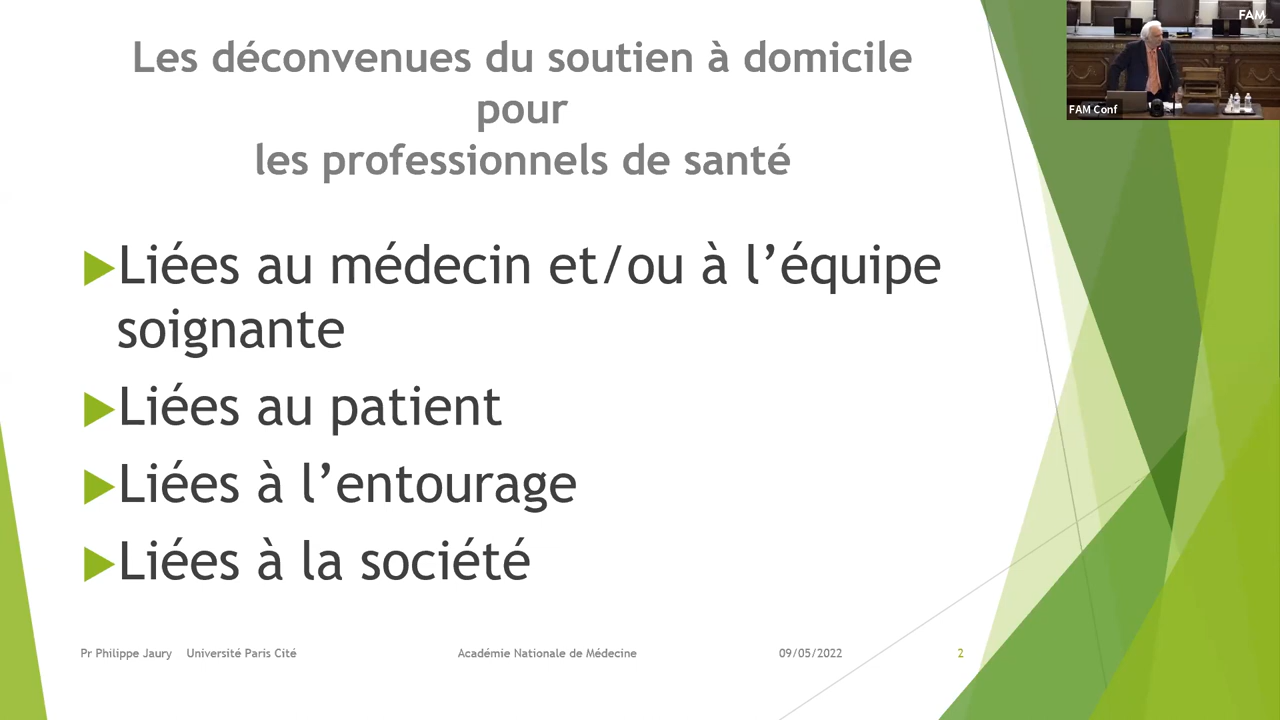 Les déconvenues du soutien à domicile
pour
les professionnels de santé
Liées au médecin et/ou à l’équipe
soignante
Liées au patient
Liées à l’entourage
Liées à la société
Pr Philippe Jaury Université Paris Cité Académie Nationale de Médecine 09/05/2022 2
FAM
FAM Conf